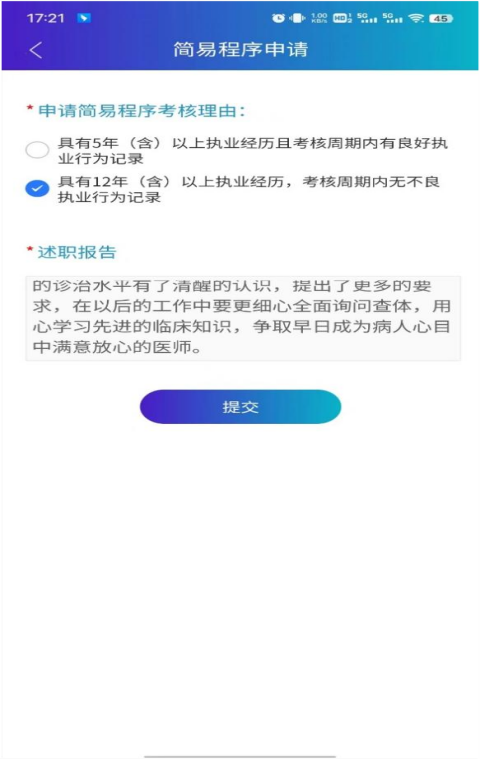 17:21
1.00
KB/s
HD
5G
5G
45
简易程序申请
*申请简易程序考核理由：
具有5年（含）以上执业经历且考核周期内有良好执
业行为记录
具有12年（含）以上执业经历，考核周期内无不良
执业行为记录
*述职报告
的诊治水平有了清醒的认识，提出了更多的要
求，在以后的工作中要更细心全面询问查体，用
心学习先进的临床知识，争取早日成为病人心目
中满意放心的医师。
提交